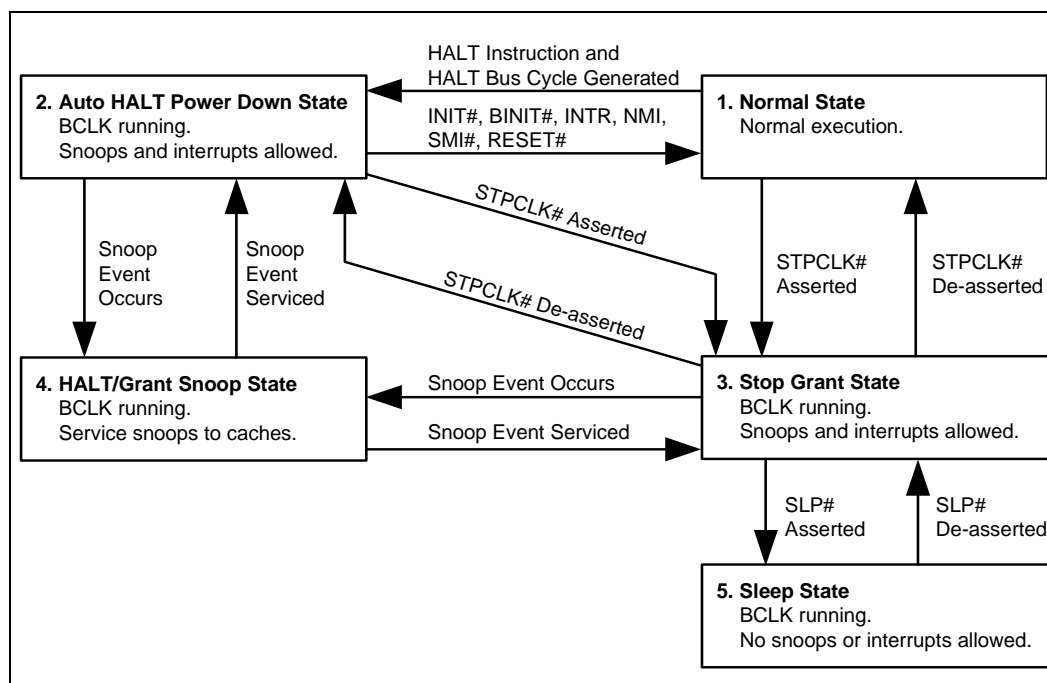 HALT Instruction and
HALT Bus Cycle Generated
2. Auto HALT Power Down State
BCLK running.
Snoops and interrupts allowed.
INIT#, BINIT#, INTR, NMI,
SMI#, RESET#
1. Normal State
Normal execution.
STPCLK# Asserted
STPCLK# De-asserted
Snoop
Event
Occurs
Snoop
Event
Serviced
STPCLK#
Asserted
STPCLK#
De-asserted
4. HALT/Grant Snoop State
BCLK running.
Service snoops to caches.
Snoop Event Occurs
Snoop Event Serviced
3. Stop Grant State
BCLK running.
Snoops and interrupts allowed.
SLP#
Asserted
SLP#
De-asserted
5. Sleep State
BCLK running.
No snoops or interrupts allowed.